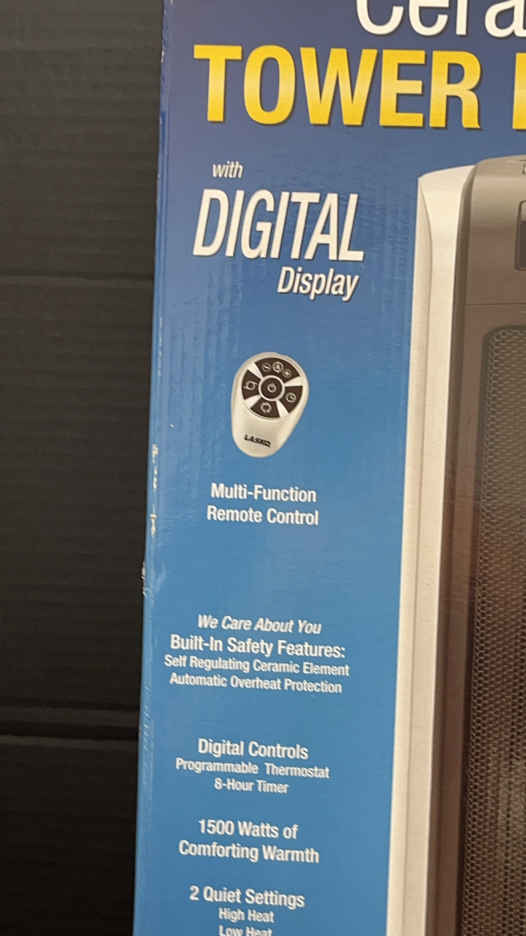 TOWER
with
DIGITAL
Display
LASKO
Multi-Function
Remote Control
We Care About You
Built-In Safety Features:
Self Regulating Ceramic Element
Automatic Overheat Protection
Digital Controls
Programmable Thermostat
8-Hour Timer
1500 Watts of
Comforting Warmth
2 Quiet Settings
High Heat
Low Heat